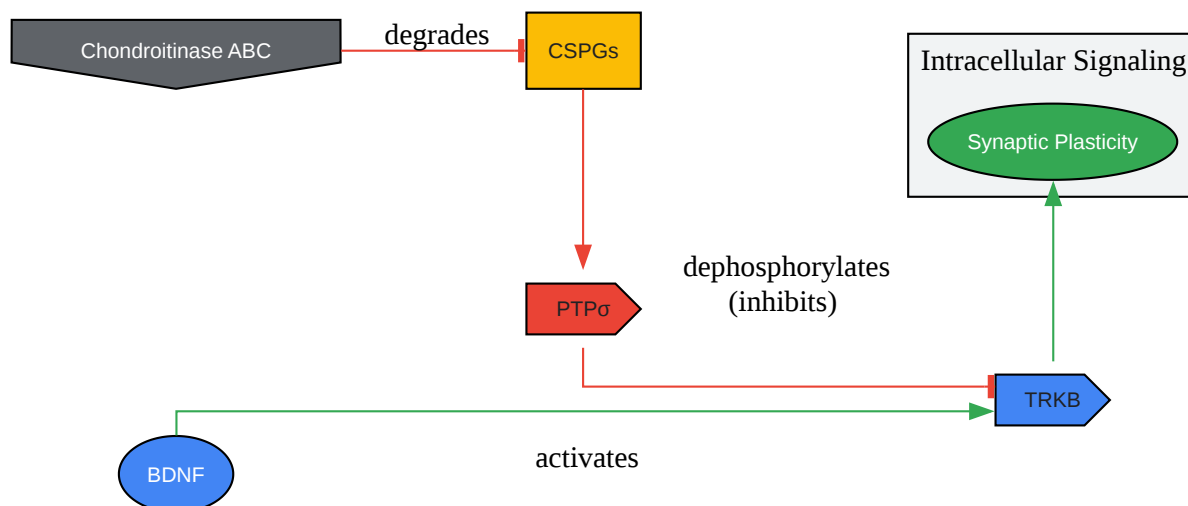 Chondroitinase ABC
degrades
CSPGs
Intracellular Signaling
Synaptic Plasticity
dephosphorylates
(inhibits)
PTPσ
TRKB
activates
BDNF